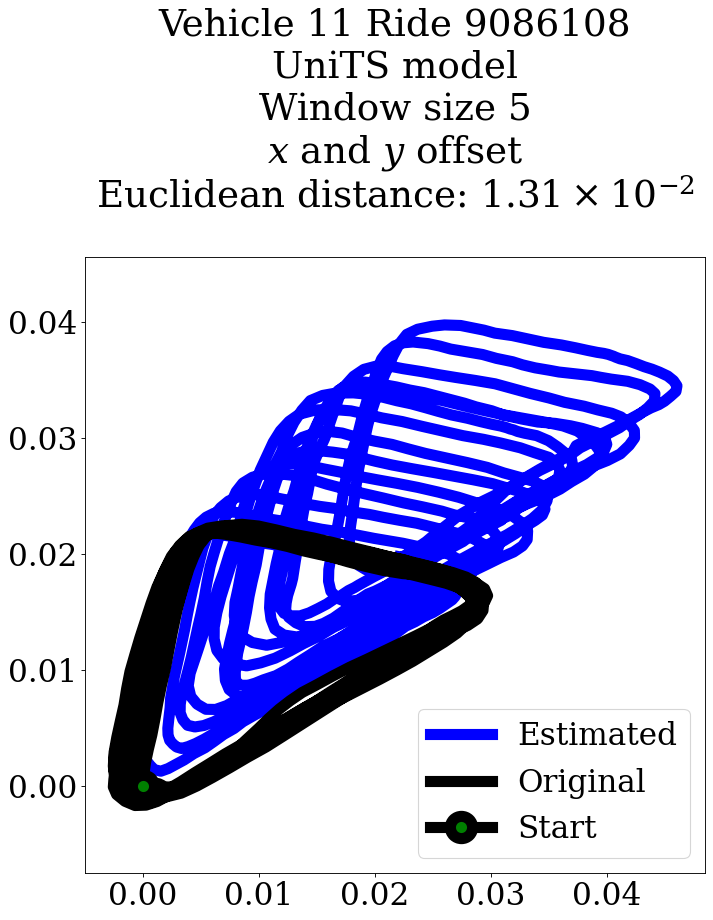 Vehicle 11 Ride 9086108
UniTS model
Window size 5
x and y offset
Euclidean distance: 1.31 × 10⁻²
0.04
0.03
0.02
0.01
0.00
Estimated
Original
Start
0.00 0.01 0.02 0.03 0.04